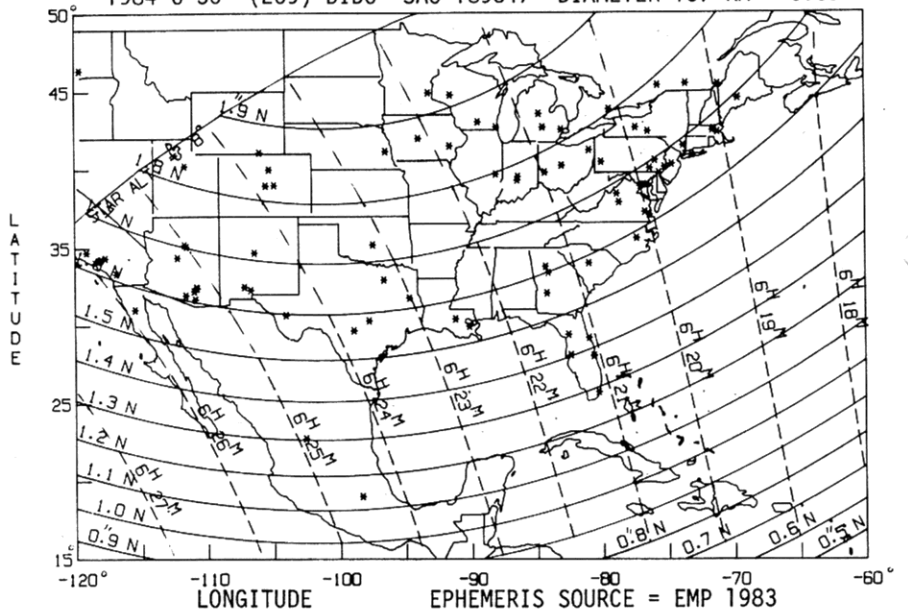 50°
45
35
25
15
LATITUDE
1.9 N
1.8 N
STAR ALT
1.5 N
1.4 N
1.3 N
1.2 N
1.1 N
1.0 N
0.9 N
0.8 N
0.7 N
0.6 N
0.5
6H 27M
6H 26M
6H 25M
6H 24M
6H 23M
6H 22M
6H 21M
6H 20M
6H 19M
6H 18M
-120° -110 -100 -90 -80 -70 -60°
LONGITUDE EPHEMERIS SOURCE = EMP 1983